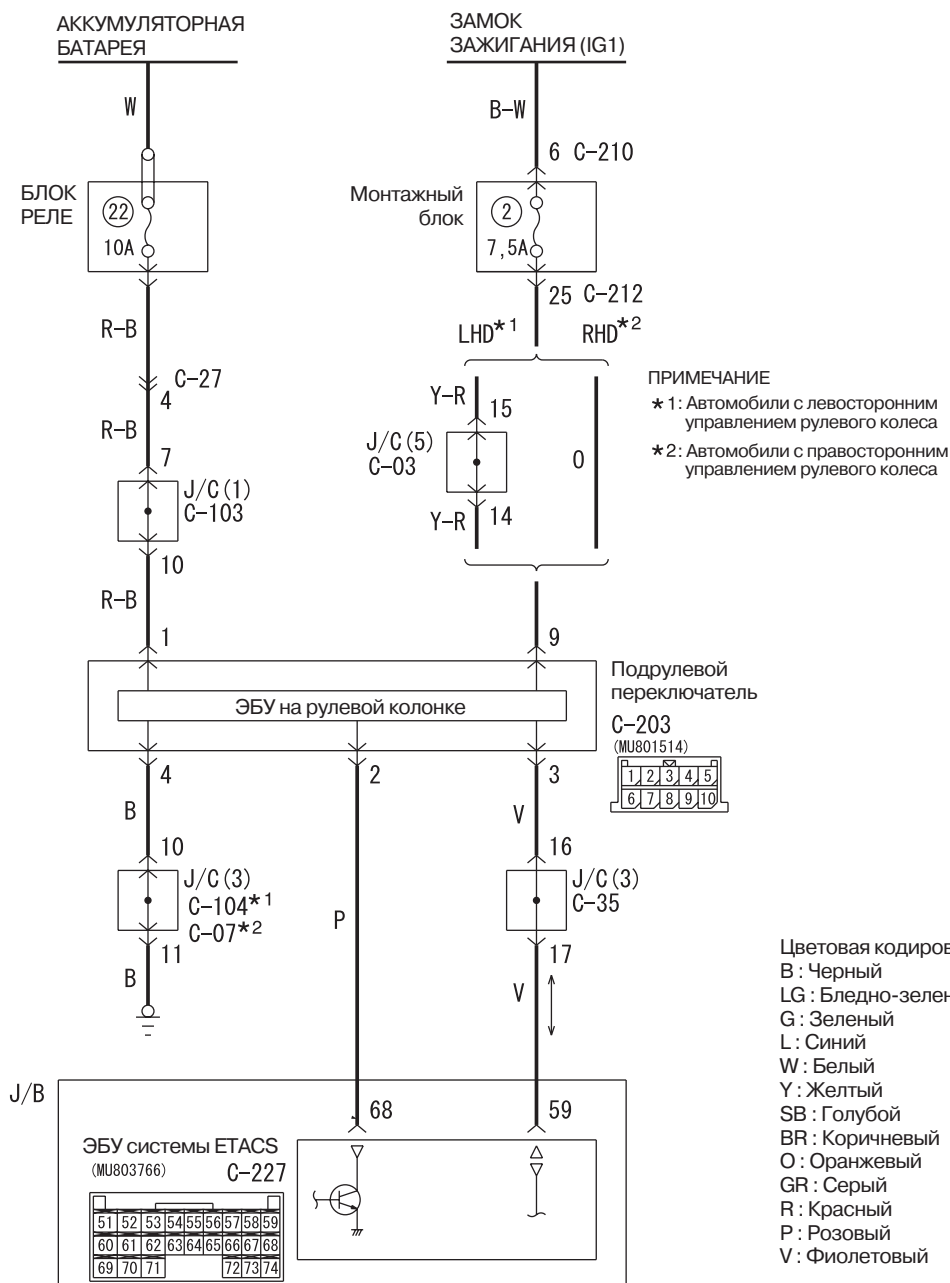 АККУМУЛЯТОРНАЯ
БАТАРЕЯ
ЗАМОК
ЗАЖИГАНИЯ (IG1)
W
B-W
6 C-210
БЛОК
РЕЛЕ
22
10A
Монтажный
блок
2
7,5A
25 C-212
R-B
LHD*1
RHD*2
C-27
4
ПРИМЕЧАНИЕ
*1: Автомобили с левосторонним
управлением рулевого колеса
*2: Автомобили с правосторонним
управлением рулевого колеса
Y-R
15
R-B
7
J/C(5)
C-03
O
J/C(1)
C-103
Y-R
14
10
R-B
1
9
Подрулевой
переключатель
ЭБУ на рулевой колонке
C-203
(MU801514)
1 2 3 4 5
6 7 8 9 10
4
2
3
B
V
10
16
J/C(3)
C-104*1
C-07*2
J/C(3)
C-35
P
11
17
B
V
Цветовая кодиров
B : Черный
LG : Бледно-зелен
G : Зеленый
L : Синий
W : Белый
Y : Желтый
SB : Голубой
BR : Коричневый
O : Оранжевый
GR : Серый
R : Красный
P : Розовый
V : Фиолетовый
J/B
68
59
ЭБУ системы ETACS
(MU803766)
C-227
51 52 53 54 55 56 57 58 59
60 61 62 63 64 65 66 67 68
69 70 71 72 73 74